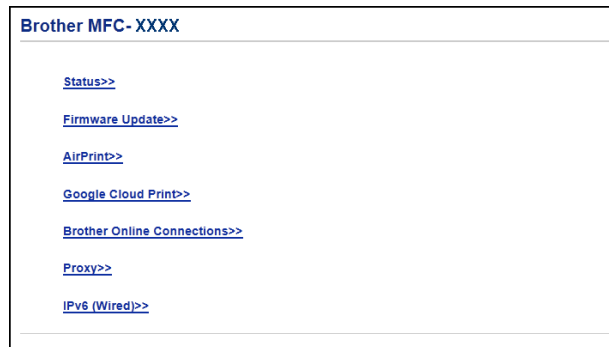 Brother MFC- XXXX
Status>>
Firmware Update>>
AirPrint>>
Google Cloud Print>>
Brother Online Connections>>
Proxy>>
IPv6 (Wired)>>